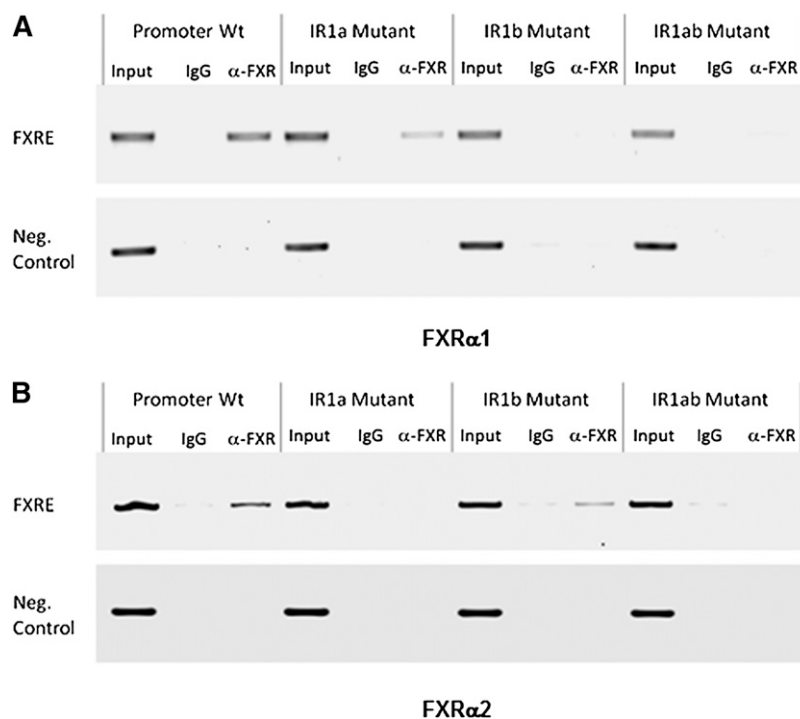 A
Promoter Wt IR1a Mutant IR1b Mutant IR1ab Mutant
Input IgG α-FXR Input IgG α-FXR Input IgG α-FXR Input IgG α-FXR
FXRE
Neg.
Control
FXRα1
B
Promoter Wt IR1a Mutant IR1b Mutant IR1ab Mutant
Input IgG α-FXR Input IgG α-FXR Input IgG α-FXR Input IgG α-FXR
FXRE
Neg.
Control
FXRα2